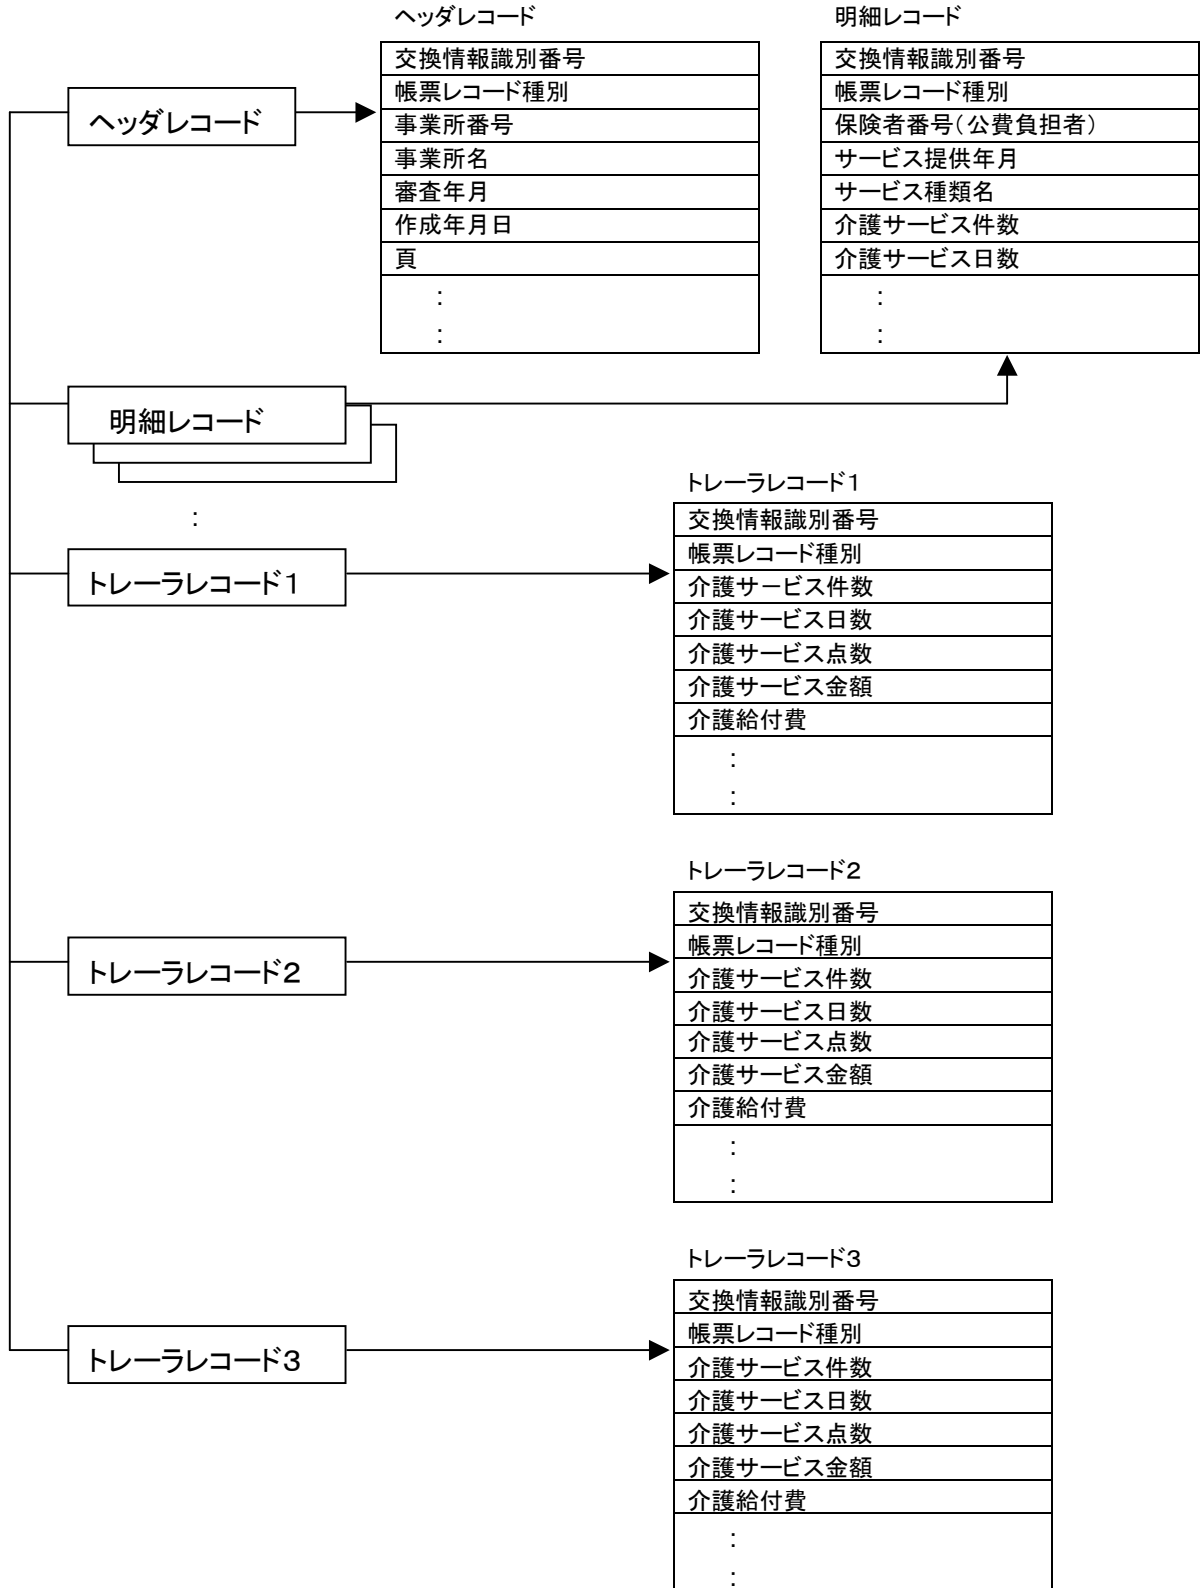 ヘッダレコード
交換情報識別番号
帳票レコード種別
事業所番号
事業所名
審査年月
作成年月日
頁
:
:
明細レコード
交換情報識別番号
帳票レコード種別
保険者番号(公費負担者)
サービス提供年月
サービス種類名
介護サービス件数
介護サービス日数
:
:
ヘッダレコード
明細レコード
:
トレーラレコード1
トレーラレコード1
交換情報識別番号
帳票レコード種別
介護サービス件数
介護サービス日数
介護サービス点数
介護サービス金額
介護給付費
:
:
トレーラレコード2
トレーラレコード2
交換情報識別番号
帳票レコード種別
介護サービス件数
介護サービス日数
介護サービス点数
介護サービス金額
介護給付費
:
:
トレーラレコード3
トレーラレコード3
交換情報識別番号
帳票レコード種別
介護サービス件数
介護サービス日数
介護サービス点数
介護サービス金額
介護給付費
:
: